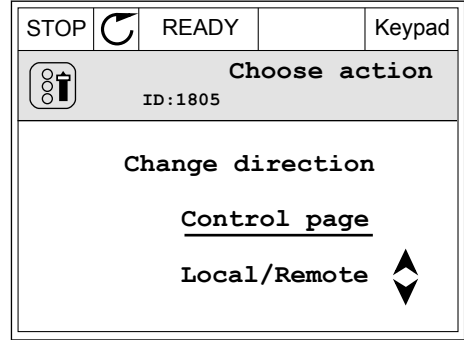 STOP READY Keypad
Choose action
ID:1805
Change direction
Control page
Local/Remote